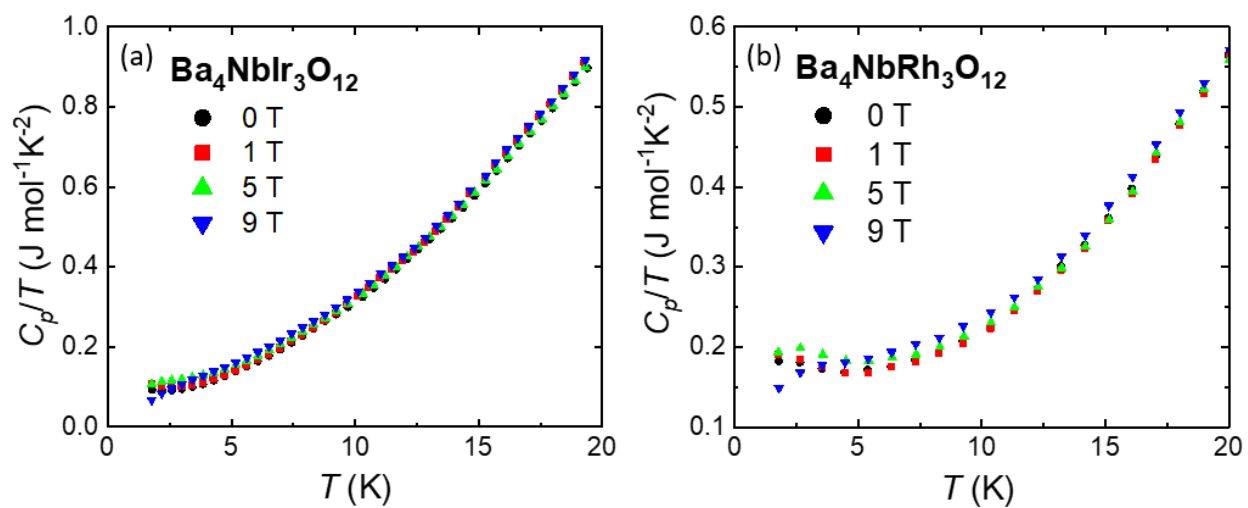 (a)
Ba₄NbIr₃O₁₂
0 T
1 T
5 T
9 T
Cₚ/T (J mol⁻¹K⁻²)
1.0
0.8
0.6
0.4
0.2
0.0
0 5 10 15 20
T (K)
(b)
Ba₄NbRh₃O₁₂
0 T
1 T
5 T
9 T
Cₚ/T (J mol⁻¹K⁻²)
0.6
0.5
0.4
0.3
0.2
0.1
0 5 10 15 20
T (K)